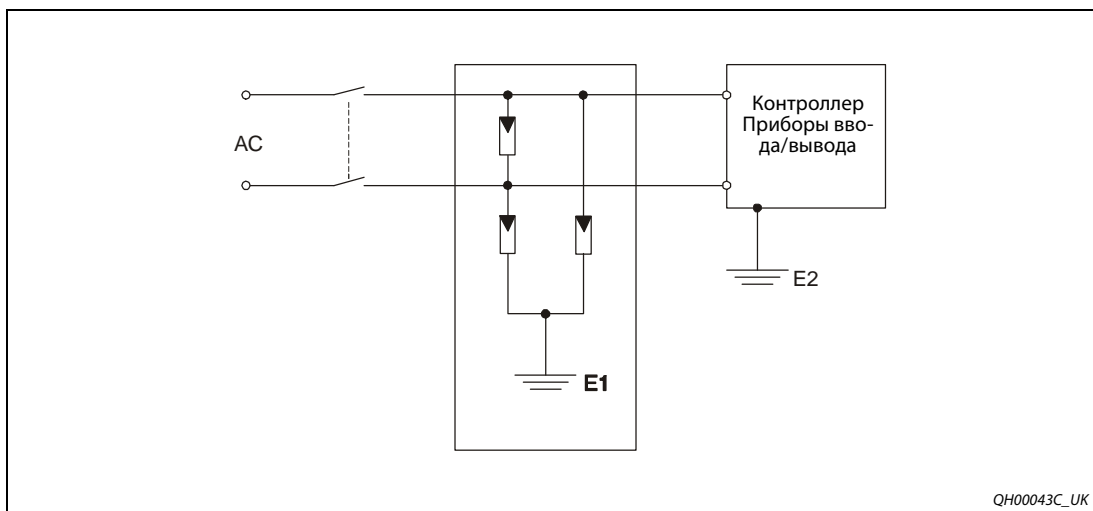 AC
Контроллер
Приборы вво-
да/вывода
E2
E1
QH00043C_UK